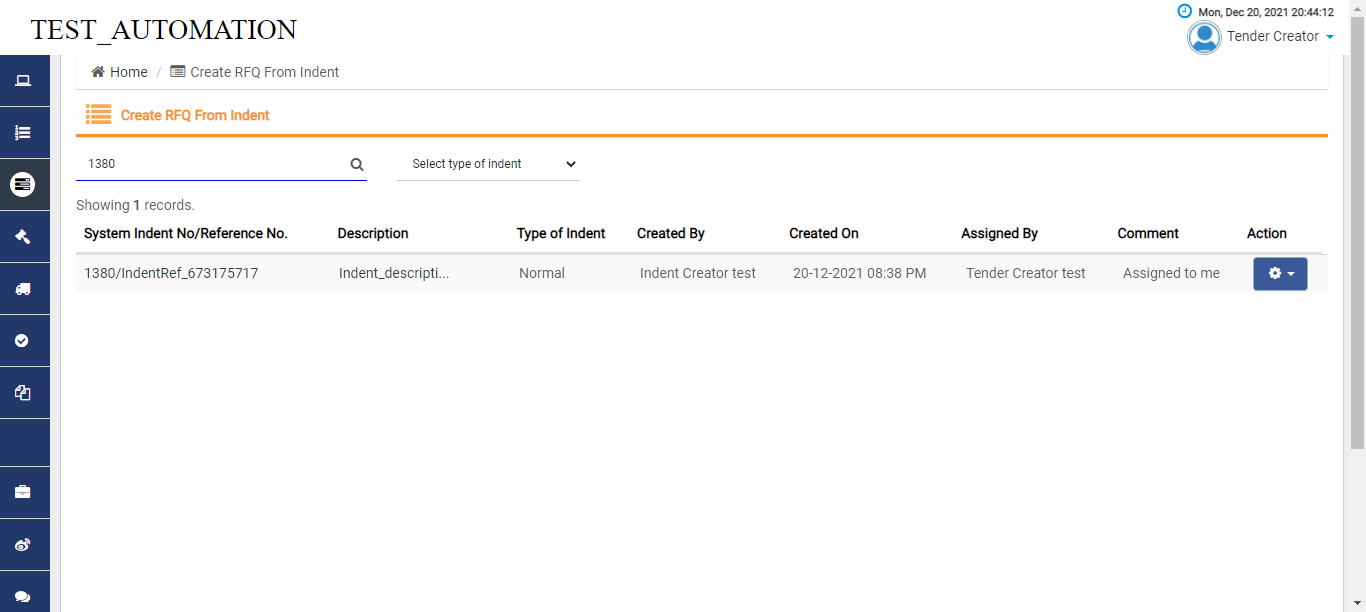 TEST_AUTOMATION
Mon, Dec 20, 2021 20:44:12
Tender Creator
Home / Create RFQ From Indent
Create RFQ From Indent
1380
Select type of indent
Showing 1 records.
System Indent No/Reference No. Description Type of Indent Created By Created On Assigned By Comment Action
1380/IndentRef_673175717 Indent_descripti... Normal Indent Creator test 20-12-2021 08:38 PM Tender Creator test Assigned to me